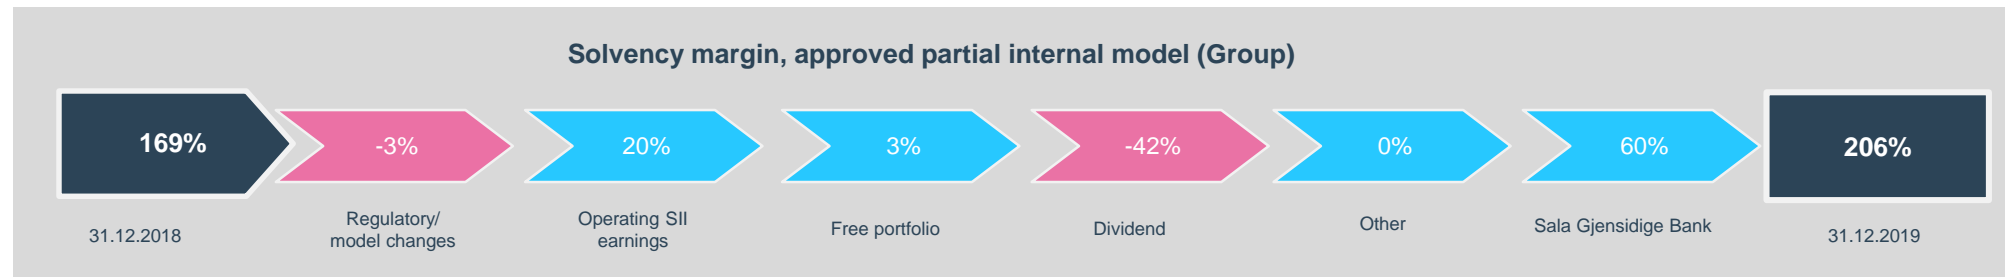 Solvency margin, approved partial internal model (Group)
169%
-3%
20%
3%
-42%
0%
60%
206%
31.12.2018
Regulatory/
model changes
Operating SII
earnings
Free portfolio
Dividend
Other
Sala Gjensidige Bank
31.12.2019